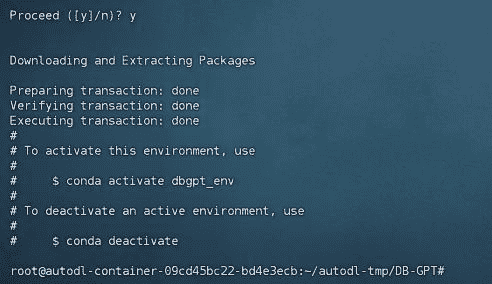 Proceed ([y]/n)? y
Downloading and Extracting Packages
Preparing transaction: done
Verifying transaction: done
Executing transaction: done
#
# To activate this environment, use
#
#     $ conda activate dbgpt_env
#
# To deactivate an active environment, use
#
#     $ conda deactivate
root@autodl-container-09cd45bc22-bd4e3ecb:~/autodl-tmp/DB-GPT#